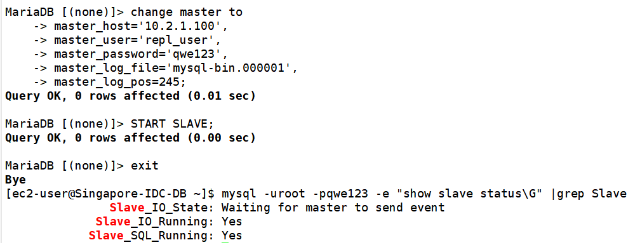 MariaDB [(none)]> change master to
    -> master_host='10.2.1.100',
    -> master_user='repl_user',
    -> master_password='qwe123',
    -> master_log_file='mysql-bin.000001',
    -> master_log_pos=245;
Query OK, 0 rows affected (0.01 sec)
MariaDB [(none)]> START SLAVE;
Query OK, 0 rows affected (0.00 sec)
MariaDB [(none)]> exit
Bye
[ec2-user@Singapore-IDC-DB ~]$ mysql -uroot -pqwe123 -e "show slave status\G" |grep Slave
               Slave_IO_State: Waiting for master to send event
             Slave_IO_Running: Yes
            Slave_SQL_Running: Yes